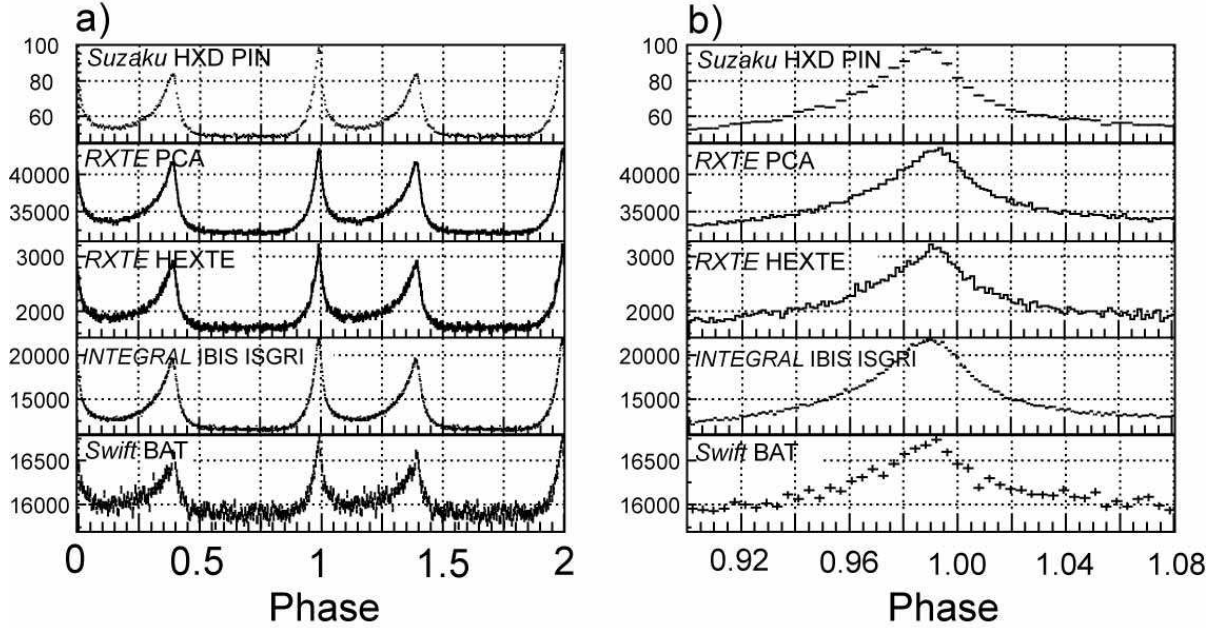 a)
Suzaku HXD PIN
100
80
60
RXTE PCA
40000
35000
RXTE HEXTE
3000
2000
INTEGRAL IBIS ISGRI
20000
15000
Swift BAT
16500
16000
0 0.5 1 1.5 2
Phase
b)
Suzaku HXD PIN
100
80
60
RXTE PCA
40000
35000
RXTE HEXTE
3000
2000
INTEGRAL IBIS ISGRI
20000
15000
Swift BAT
16500
16000
0.92 0.96 1.00 1.04 1.08
Phase